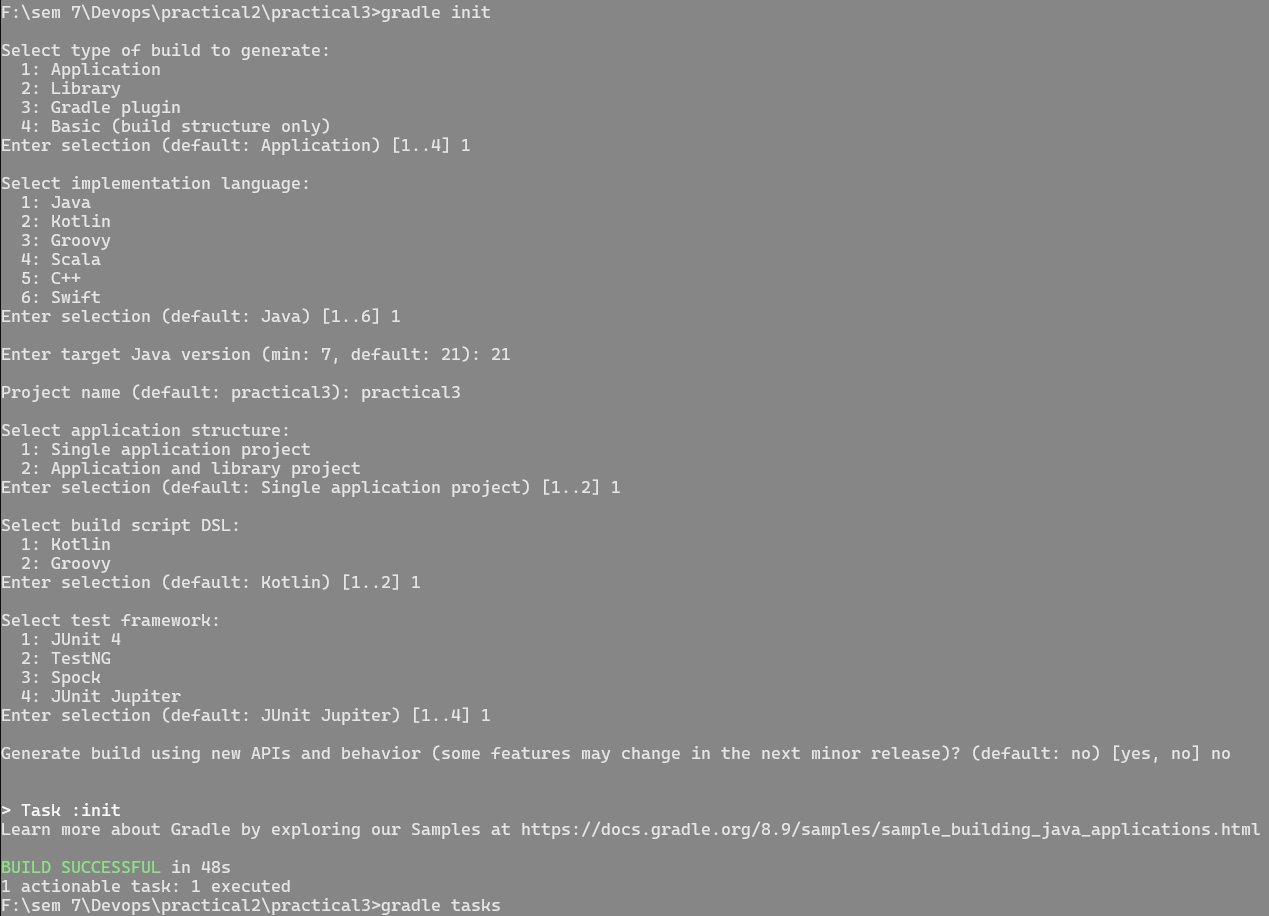 F:\sem 7\Devops\practical2\practical3>gradle init
Select type of build to generate:
1: Application
2: Library
3: Gradle plugin
4: Basic (build structure only)
Enter selection (default: Application) [1..4] 1
Select implementation language:
1: Java
2: Kotlin
3: Groovy
4: Scala
5: C++
6: Swift
Enter selection (default: Java) [1..6] 1
Enter target Java version (min: 7, default: 21): 21
Project name (default: practical3): practical3
Select application structure:
1: Single application project
2: Application and library project
Enter selection (default: Single application project) [1..2] 1
Select build script DSL:
1: Kotlin
2: Groovy
Enter selection (default: Kotlin) [1..2] 1
Select test framework:
1: JUnit 4
2: TestNG
3: Spock
4: JUnit Jupiter
Enter selection (default: JUnit Jupiter) [1..4] 1
Generate build using new APIs and behavior (some features may change in the next minor release)? (default: no) [yes, no] no
> Task :init
Learn more about Gradle by exploring our Samples at https://docs.gradle.org/8.9/samples/sample_building_java_applications.html
BUILD SUCCESSFUL in 48s
1 actionable task: 1 executed
F:\sem 7\Devops\practical2\practical3>gradle tasks